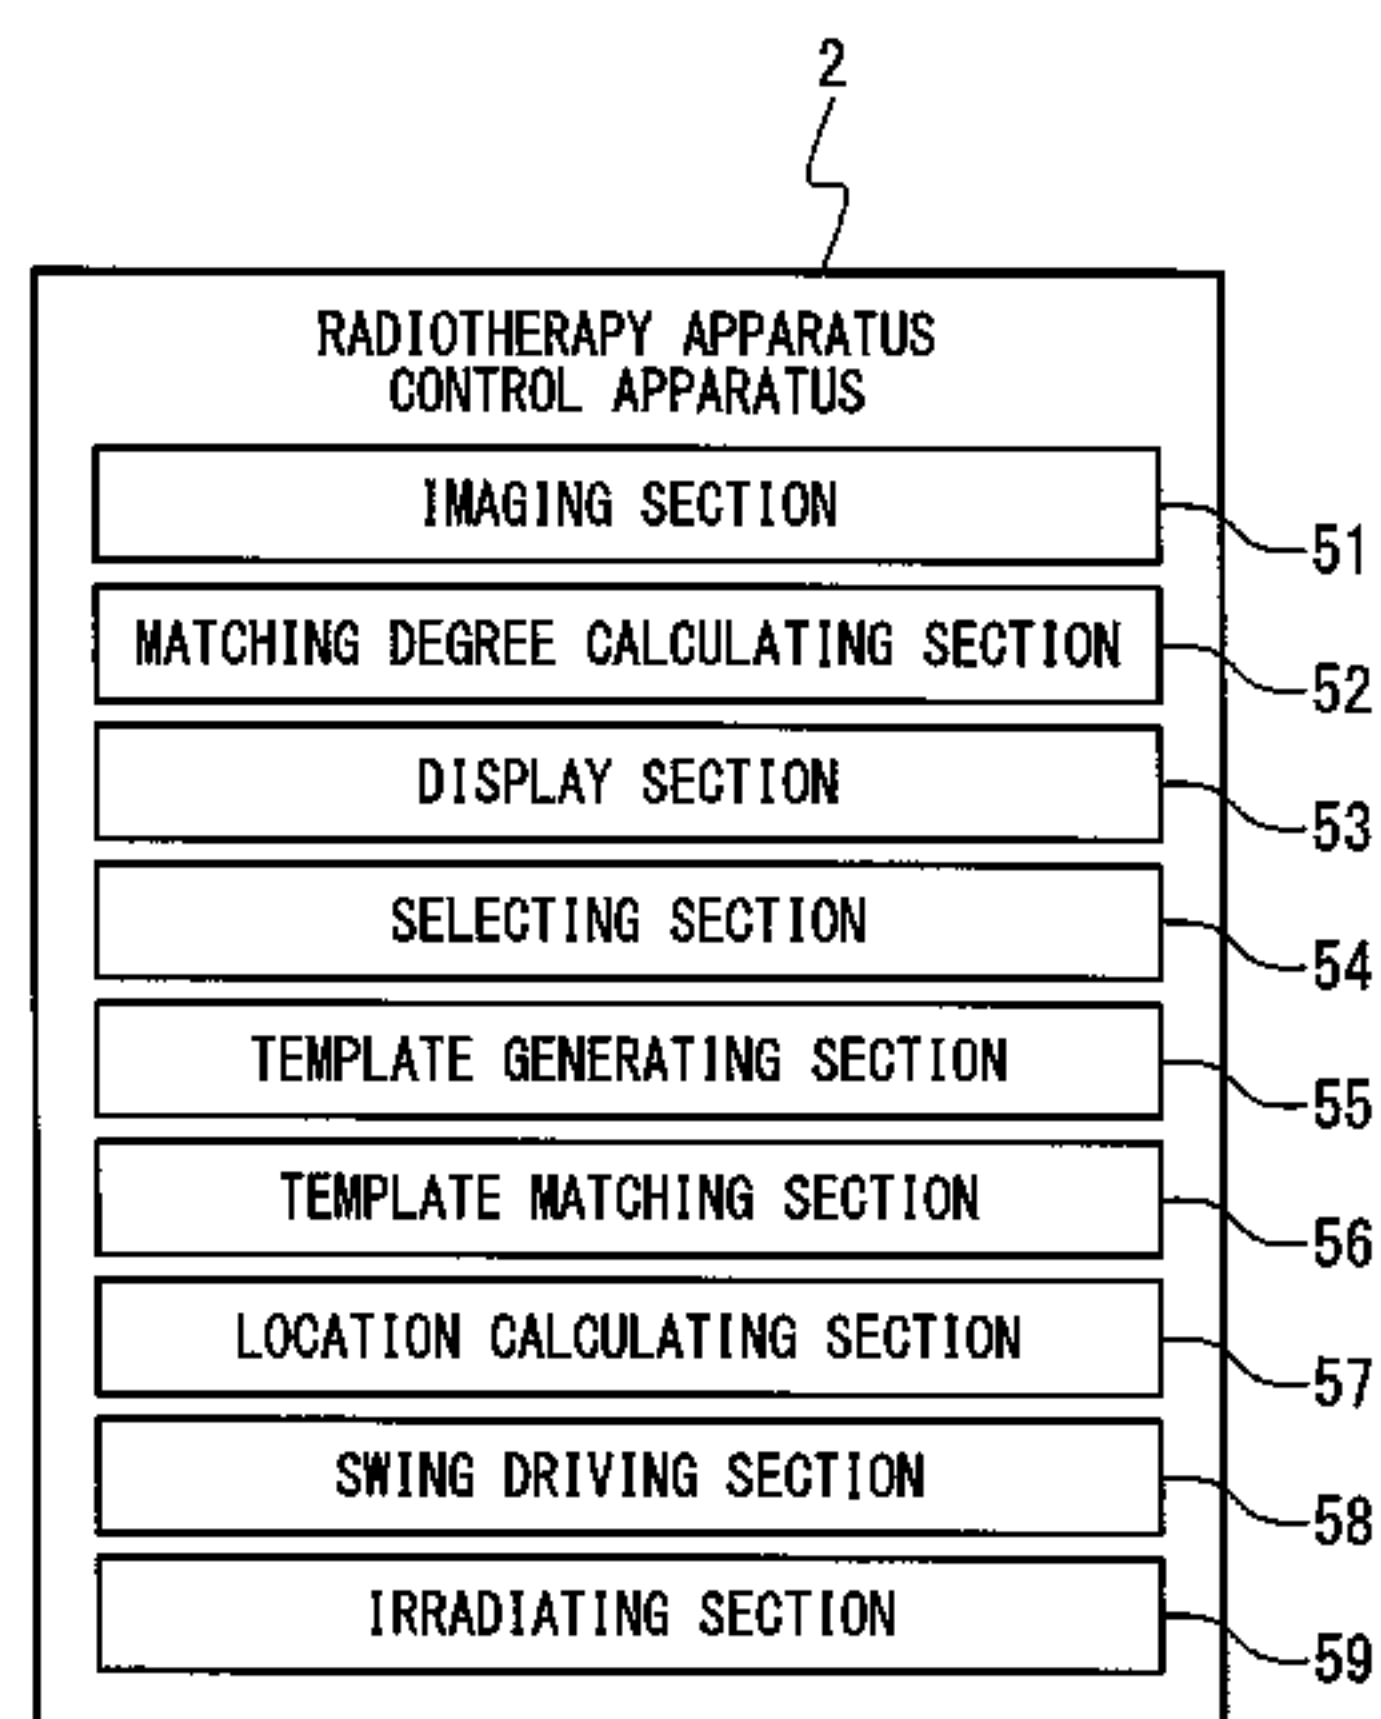 2
RADIOTHERAPY APPARATUS
CONTROL APPARATUS
IMAGING SECTION
51
MATCHING DEGREE CALCULATING SECTION
52
DISPLAY SECTION
53
SELECTING SECTION
54
TEMPLATE GENERATING SECTION
55
TEMPLATE MATCHING SECTION
56
LOCATION CALCULATING SECTION
57
SWING DRIVING SECTION
58
IRRADIATING SECTION
59